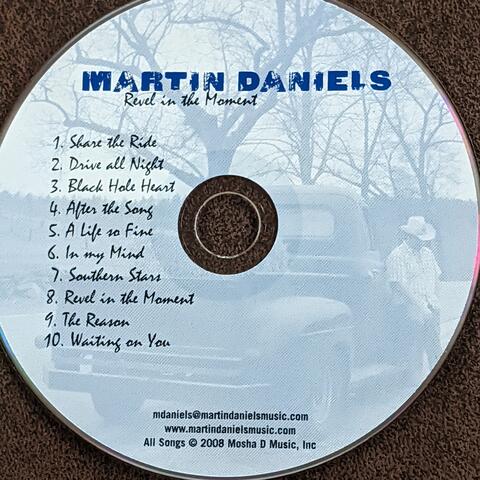 MARTIN DANIELS
Revel in the Moment
1. Share the Ride
2. Drive all Night
3. Black Hole Heart
4. After the Song
5. A Life so Fine
6. In my Mind
7. Southern Stars
8. Revel in the Moment
9. The Reason
10. Waiting on You
mdaniels@martindanielsmusic.com
www.martindanielsmusic.com
All Songs © 2008 Mosha D Music, Inc